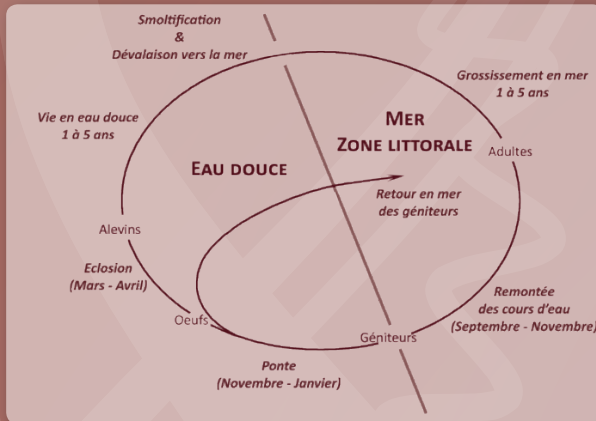 Smoltification
&
Dévalaison vers la mer
Grossissement en mer
1 à 5 ans
Vie en eau douce
1 à 5 ans
MER
ZONE LITTORALE
Adultes
EAU DOUCE
Retour en mer
des géniteurs
Alevins
Eclosion
(Mars - Avril)
Remontée
des cours d'eau
(Septembre - Novembre)
Oeufs
Géniteurs
Ponte
(Novembre - Janvier)